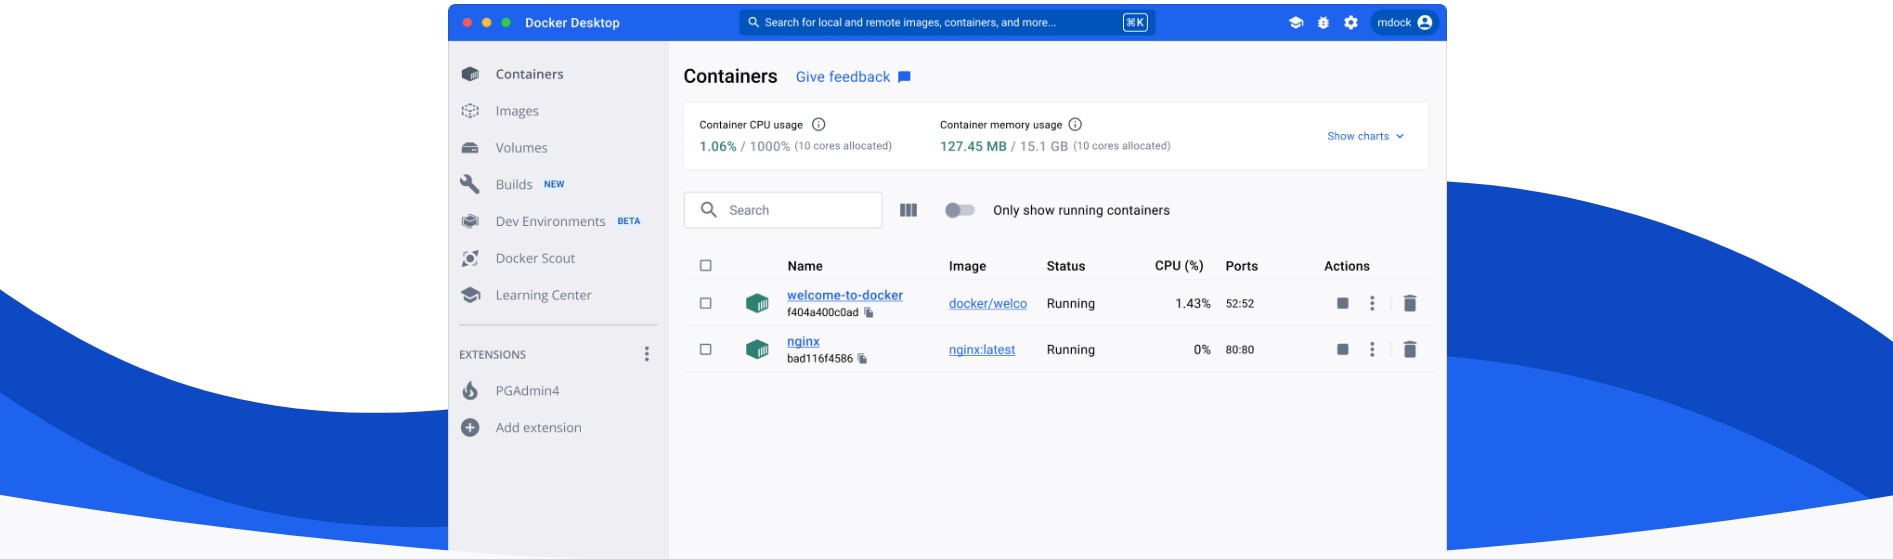 Docker Desktop
Search for local and remote images, containers, and more...
⌘K
mdock
Containers
Images
Volumes
Builds NEW
Dev Environments BETA
Docker Scout
Learning Center
EXTENSIONS
PGAdmin4
Add extension
Containers Give feedback
Container CPU usage
1.06% / 1000% (10 cores allocated)
Container memory usage
127.45 MB / 15.1 GB (10 cores allocated)
Show charts
Search
Only show running containers
Name Image Status CPU (%) Ports Actions
welcome-to-docker docker/welco Running 1.43% 52:52
f404a400c0ad
nginx nginx:latest Running 0% 80:80
bad116f4586